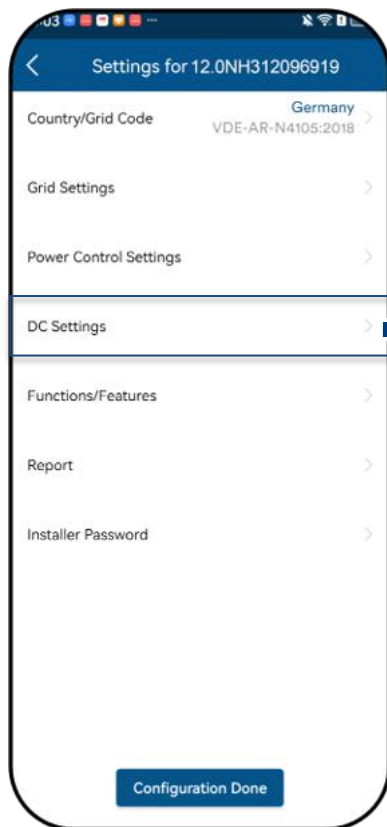 :03
Settings for 12.0NH312096919
Country/Grid Code
Germany
VDE-AR-N4105:2018
Grid Settings
Power Control Settings
DC Settings
Functions/Features
Report
Installer Password
Configuration Done